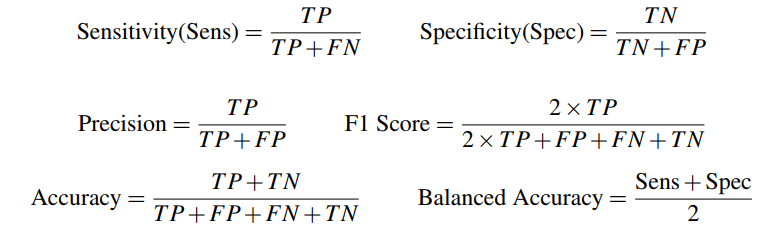 Sensitivity(Sens) = TP / (TP + FN)    Specificity(Spec) = TN / (TN + FP)
Precision = TP / (TP + FP)    F1 Score = (2 × TP) / (2 × TP + FP + FN + TN)
Accuracy = (TP + TN) / (TP + FP + FN + TN)    Balanced Accuracy = (Sens + Spec) / 2